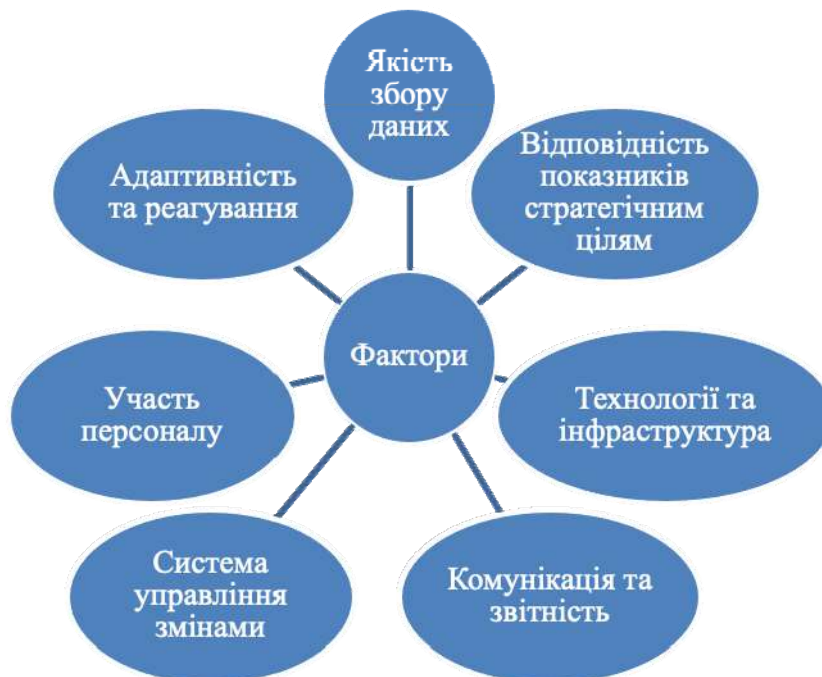 Якість
збору
даних
Відповідність
показників
стратегічним
цілям
Адаптивність
та реагування
Фактори
Технології та
інфраструктура
Участь
персоналу
Комунікація та
звітність
Система
управління
змінами